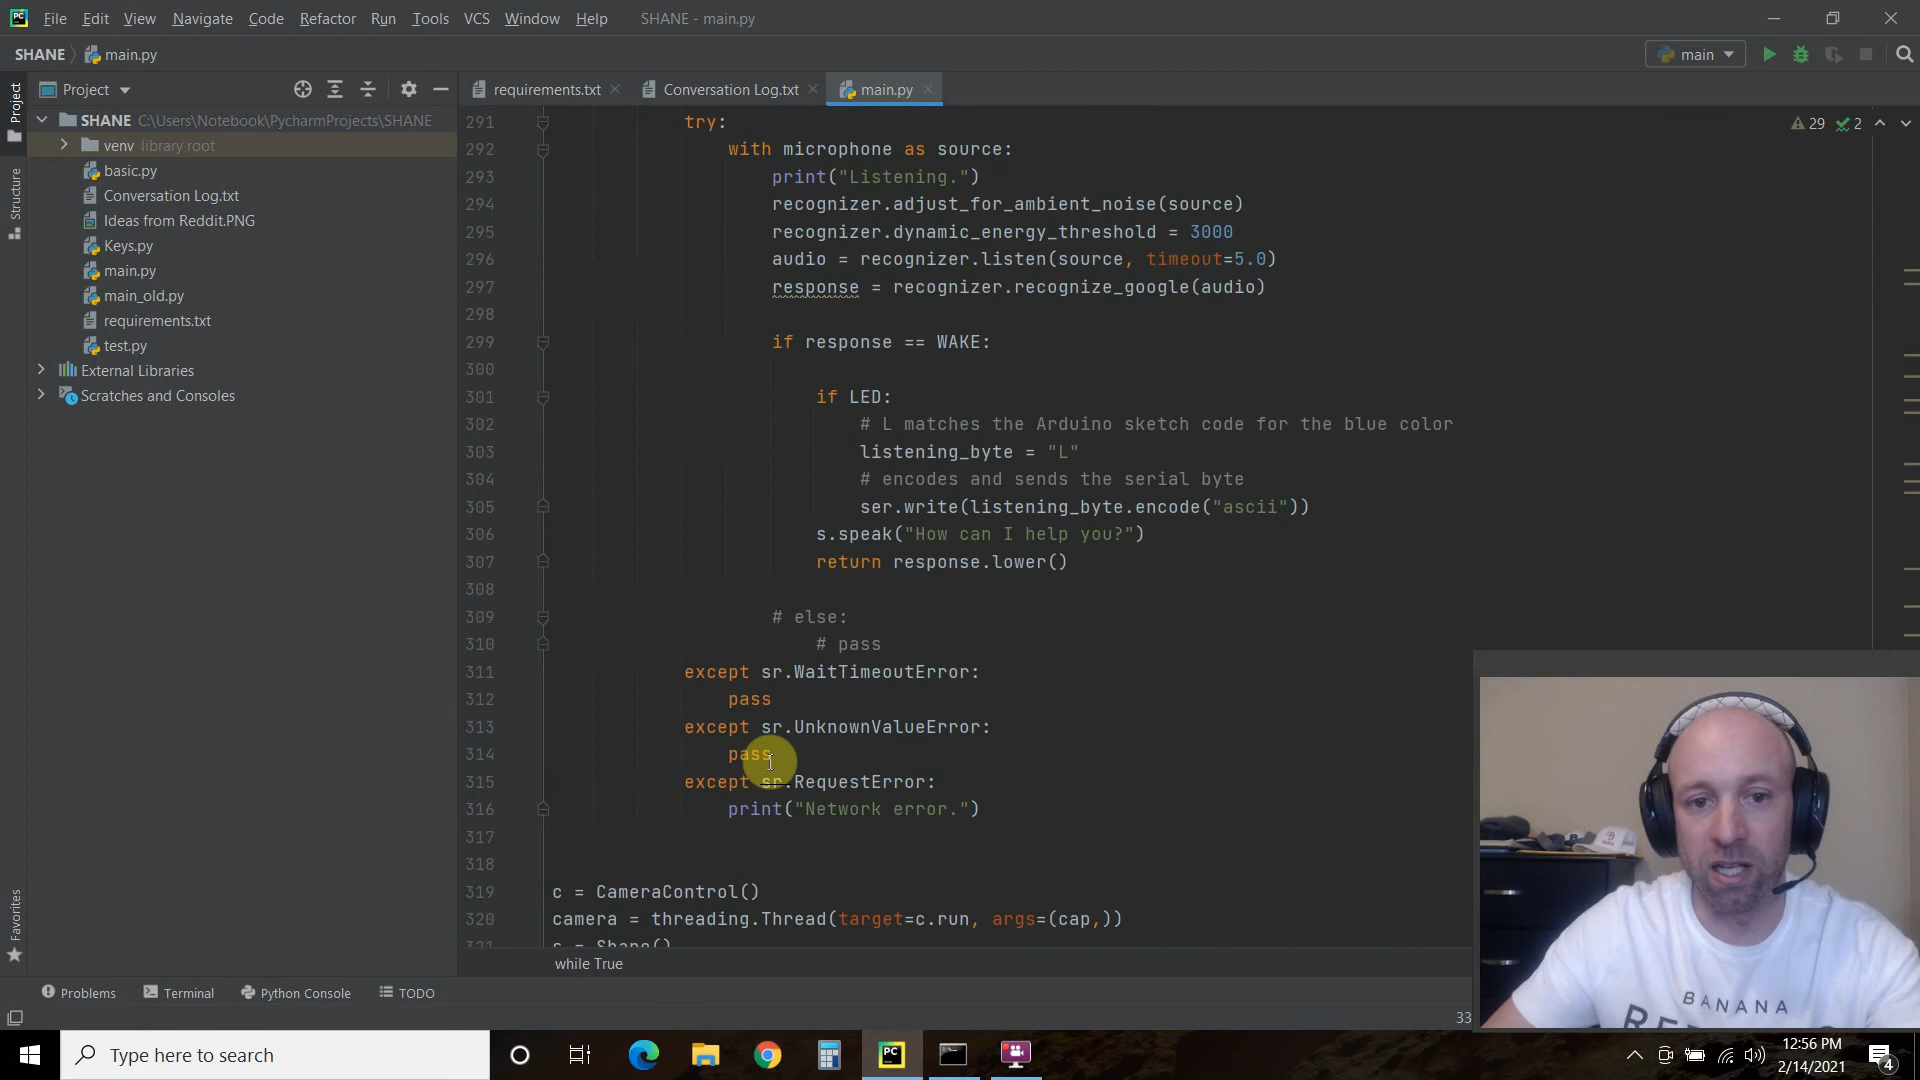 File Edit View Navigate Code Refactor Run Tools VCS Window Help SHANE - main.py
SHANE main.py main
Project requirements.txt Conversation Log.txt main.py
Project
Structure
Favorites
SHANE C:\Users\Notebook\PycharmProjects\SHANE
venv library root
basic.py
Conversation Log.txt
Ideas from Reddit.PNG
Keys.py
main.py
main_old.py
requirements.txt
test.py
External Libraries
Scratches and Consoles
29 2
291 try:
292 with microphone as source:
293 print("Listening.")
294 recognizer.adjust_for_ambient_noise(source)
295 recognizer.dynamic_energy_threshold = 3000
296 audio = recognizer.listen(source, timeout=5.0)
297 response = recognizer.recognize_google(audio)
298
299 if response == WAKE:
300
301 if LED:
302 # L matches the Arduino sketch code for the blue color
303 listening_byte = "L"
304 # encodes and sends the serial byte
305 ser.write(listening_byte.encode("ascii"))
306 s.speak("How can I help you?")
307 return response.lower()
308
309 # else:
310 # pass
311 except sr.WaitTimeoutError:
312 pass
313 except sr.UnknownValueError:
314 pass
315 except sr.RequestError:
316 print("Network error.")
317
318
319 c = CameraControl()
320 camera = threading.Thread(target=c.run, args=(cap,))
321 s = Shane()
while True
Problems Terminal Python Console TODO
33
BANANA
Type here to search
PC
12:56 PM
2/14/2021
4